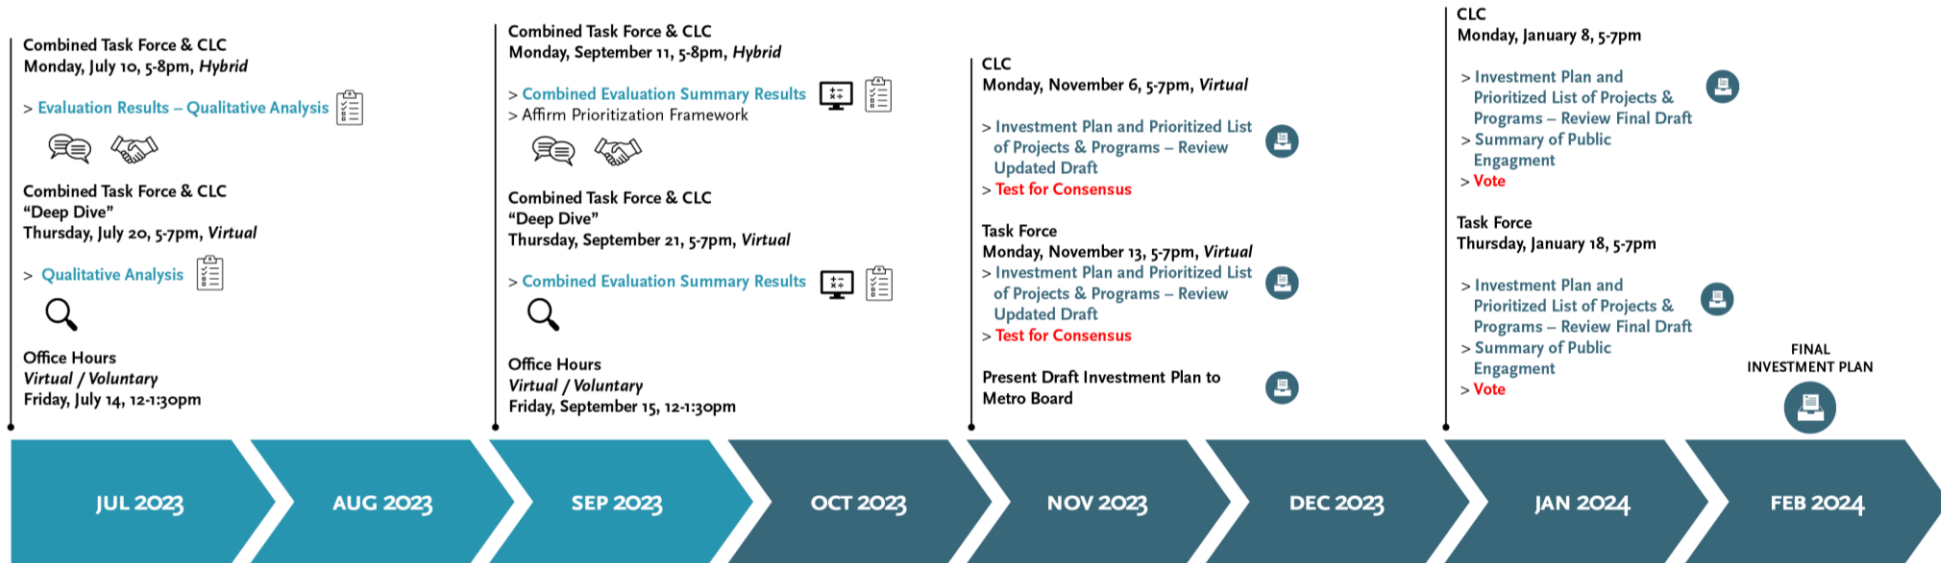 Combined Task Force & CLC
Monday, July 10, 5-8pm, Hybrid
> Evaluation Results – Qualitative Analysis
Combined Task Force & CLC
“Deep Dive”
Thursday, July 20, 5-7pm, Virtual
> Qualitative Analysis
Office Hours
Virtual / Voluntary
Friday, July 14, 12-1:30pm
Combined Task Force & CLC
Monday, September 11, 5-8pm, Hybrid
> Combined Evaluation Summary Results
> Affirm Prioritization Framework
Combined Task Force & CLC
“Deep Dive”
Thursday, September 21, 5-7pm, Virtual
> Combined Evaluation Summary Results
Office Hours
Virtual / Voluntary
Friday, September 15, 12-1:30pm
CLC
Monday, November 6, 5-7pm, Virtual
> Investment Plan and Prioritized List
of Projects & Programs – Review
Updated Draft
> Test for Consensus
Task Force
Monday, November 13, 5-7pm, Virtual
> Investment Plan and Prioritized List
of Projects & Programs – Review
Updated Draft
> Test for Consensus
Present Draft Investment Plan to
Metro Board
CLC
Monday, January 8, 5-7pm
> Investment Plan and
Prioritized List of Projects &
Programs – Review Final Draft
> Summary of Public
Engagment
> Vote
Task Force
Thursday, January 18, 5-7pm
> Investment Plan and
Prioritized List of Projects &
Programs – Review Final Draft
> Summary of Public
Engagment
> Vote
FINAL
INVESTMENT PLAN
JUL 2023
AUG 2023
SEP 2023
OCT 2023
NOV 2023
DEC 2023
JAN 2024
FEB 2024